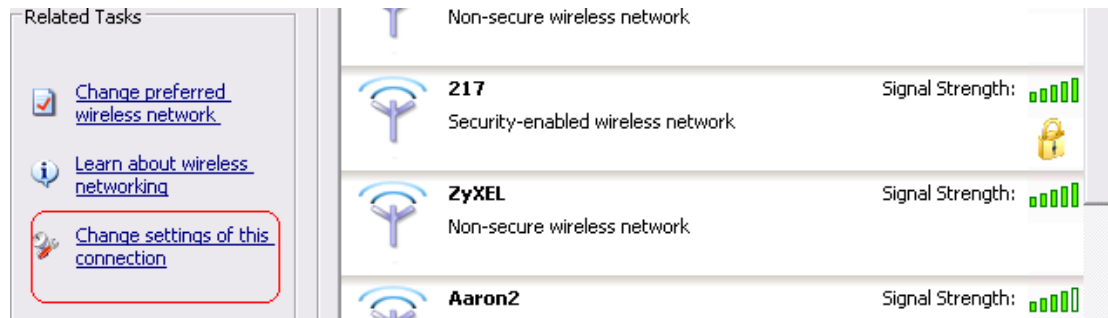 Related Tasks
Change preferred
wireless network
Learn about wireless
networking
Change settings of this
connection
Non-secure wireless network
217
Signal Strength:
Security-enabled wireless network
ZyXEL
Signal Strength:
Non-secure wireless network
Aaron2
Signal Strength: